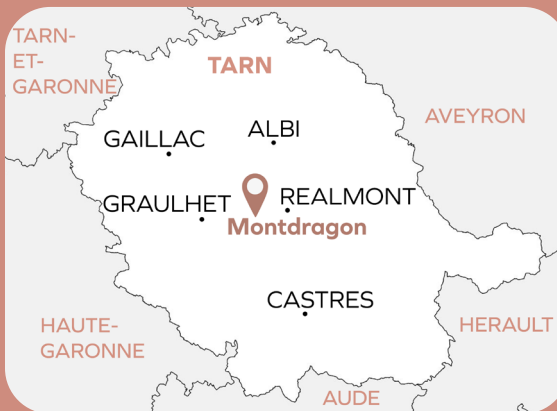 TARN-
ET-
GARONNE
TARN
AVEYRON
GAILLAC
ALBI
GRAULHET
REALMONT
Montdragon
CASTRES
HAUTE-
GARONNE
HERAULT
AUDE